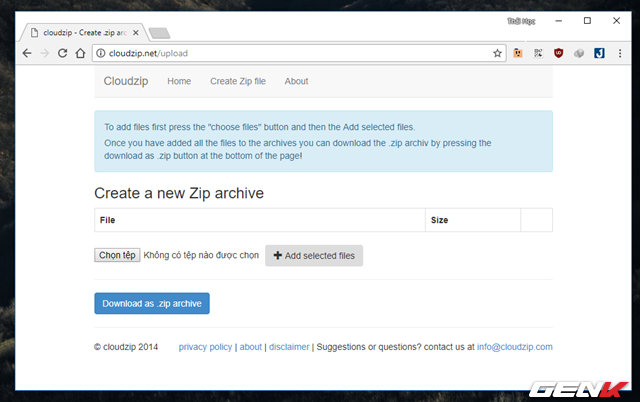 Thái Học
cloudzip - Create .zip arc
cloudzip.net/upload
Cloudzip Home Create Zip file About
To add files first press the "choose files" button and then the Add selected files.
Once you have added all the files to the archives you can download the .zip archiv by pressing the
download as .zip button at the bottom of the page!
Create a new Zip archive
File Size
Chọn tệp Không có tệp nào được chọn + Add selected files
Download as .zip archive
© cloudzip 2014 privacy policy | about | disclaimer | Suggestions or questions? contact us at info@cloudzip.com
GENK